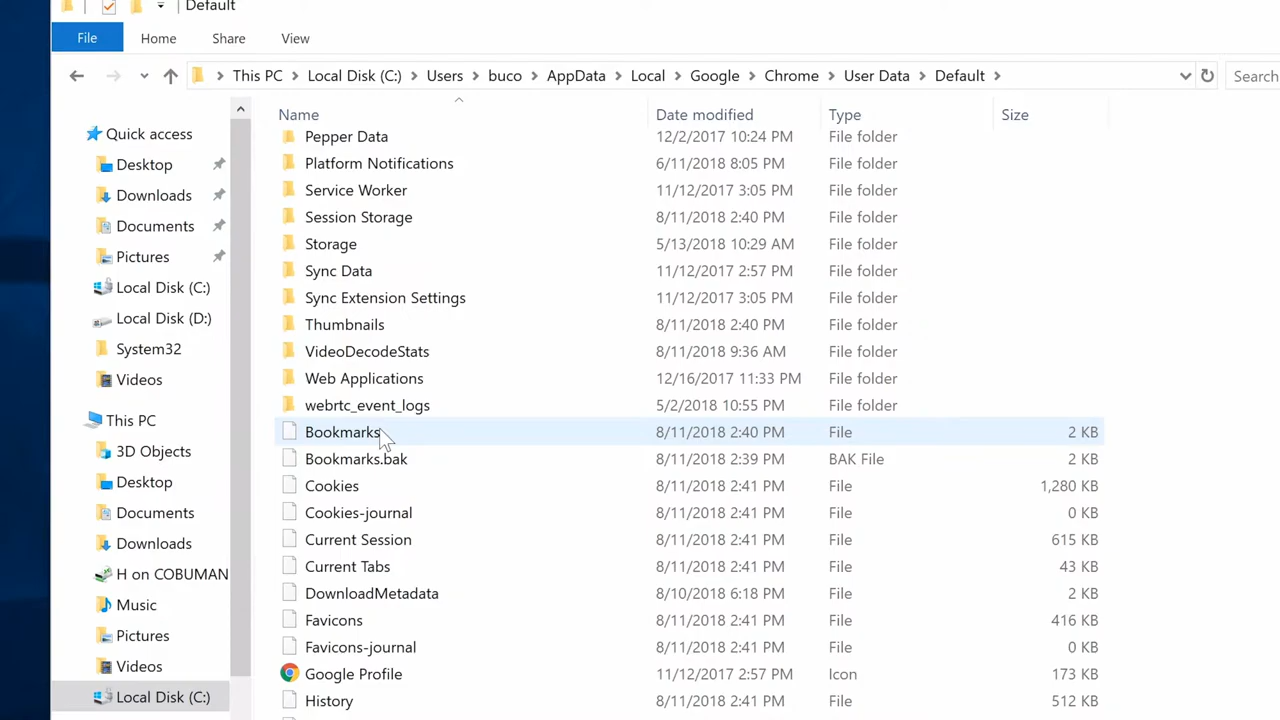 Default
File Home Share View
This PC Local Disk (C:) Users buco AppData Local Google Chrome User Data Default Search
Name Date modified Type Size
Quick access
Desktop
Downloads
Documents
Pictures
Local Disk (C:)
Local Disk (D:)
System32
Videos
This PC
3D Objects
Desktop
Documents
Downloads
H on COBUMAN
Music
Pictures
Videos
Local Disk (C:)
Pepper Data 12/2/2017 10:24 PM File folder
Platform Notifications 6/11/2018 8:05 PM File folder
Service Worker 11/12/2017 3:05 PM File folder
Session Storage 8/11/2018 2:40 PM File folder
Storage 5/13/2018 10:29 AM File folder
Sync Data 11/12/2017 2:57 PM File folder
Sync Extension Settings 11/12/2017 3:05 PM File folder
Thumbnails 8/11/2018 2:40 PM File folder
VideoDecodeStats 8/11/2018 9:36 AM File folder
Web Applications 12/16/2017 11:33 PM File folder
webrtc_event_logs 5/2/2018 10:55 PM File folder
Bookmarks 8/11/2018 2:40 PM File 2 KB
Bookmarks.bak 8/11/2018 2:39 PM BAK File 2 KB
Cookies 8/11/2018 2:41 PM File 1,280 KB
Cookies-journal 8/11/2018 2:41 PM File 0 KB
Current Session 8/11/2018 2:41 PM File 615 KB
Current Tabs 8/11/2018 2:41 PM File 43 KB
DownloadMetadata 8/10/2018 6:18 PM File 2 KB
Favicons 8/11/2018 2:41 PM File 416 KB
Favicons-journal 8/11/2018 2:41 PM File 0 KB
Google Profile 11/12/2017 2:57 PM Icon 173 KB
History 8/11/2018 2:41 PM File 512 KB